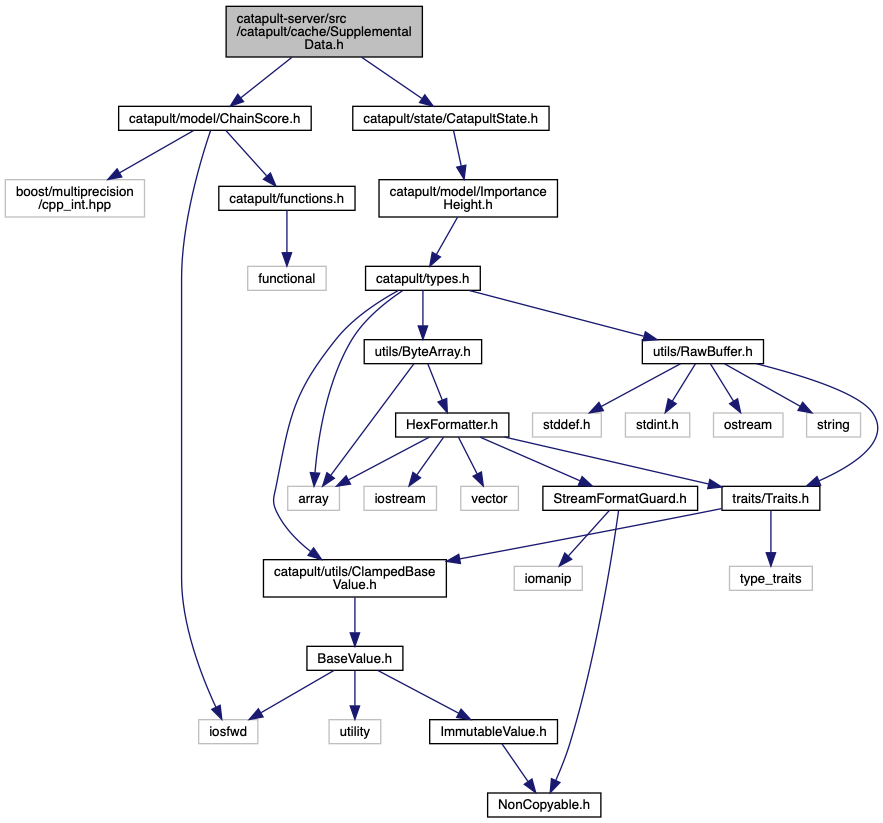 catapult-server/src
/catapult/cache/Supplemental
Data.h
catapult/model/ChainScore.h
catapult/state/CatapultState.h
boost/multiprecision
/cpp_int.hpp
catapult/functions.h
catapult/model/Importance
Height.h
functional
catapult/types.h
utils/ByteArray.h
utils/RawBuffer.h
HexFormatter.h
stddef.h
stdint.h
ostream
string
array
iostream
vector
StreamFormatGuard.h
traits/Traits.h
catapult/utils/ClampedBase
Value.h
iomanip
type_traits
BaseValue.h
iosfwd
utility
ImmutableValue.h
NonCopyable.h